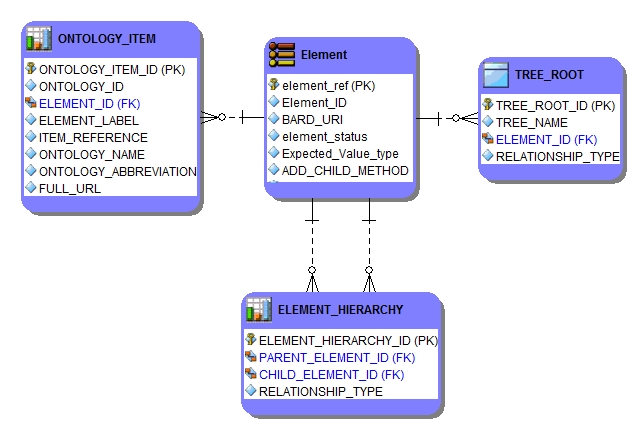 ONTOLOGY_ITEM
ONTOLOGY_ITEM_ID (PK)
ONTOLOGY_ID
ELEMENT_ID (FK)
ELEMENT_LABEL
ITEM_REFERENCE
ONTOLOGY_NAME
ONTOLOGY_ABBREVIATION
FULL_URL
Element
element_ref (PK)
Element_ID
BARD_URI
element_status
Expected_Value_type
ADD_CHILD_METHOD
TREE_ROOT
TREE_ROOT_ID (PK)
TREE_NAME
ELEMENT_ID (FK)
RELATIONSHIP_TYPE
ELEMENT_HIERARCHY
ELEMENT_HIERARCHY_ID (PK)
PARENT_ELEMENT_ID (FK)
CHILD_ELEMENT_ID (FK)
RELATIONSHIP_TYPE